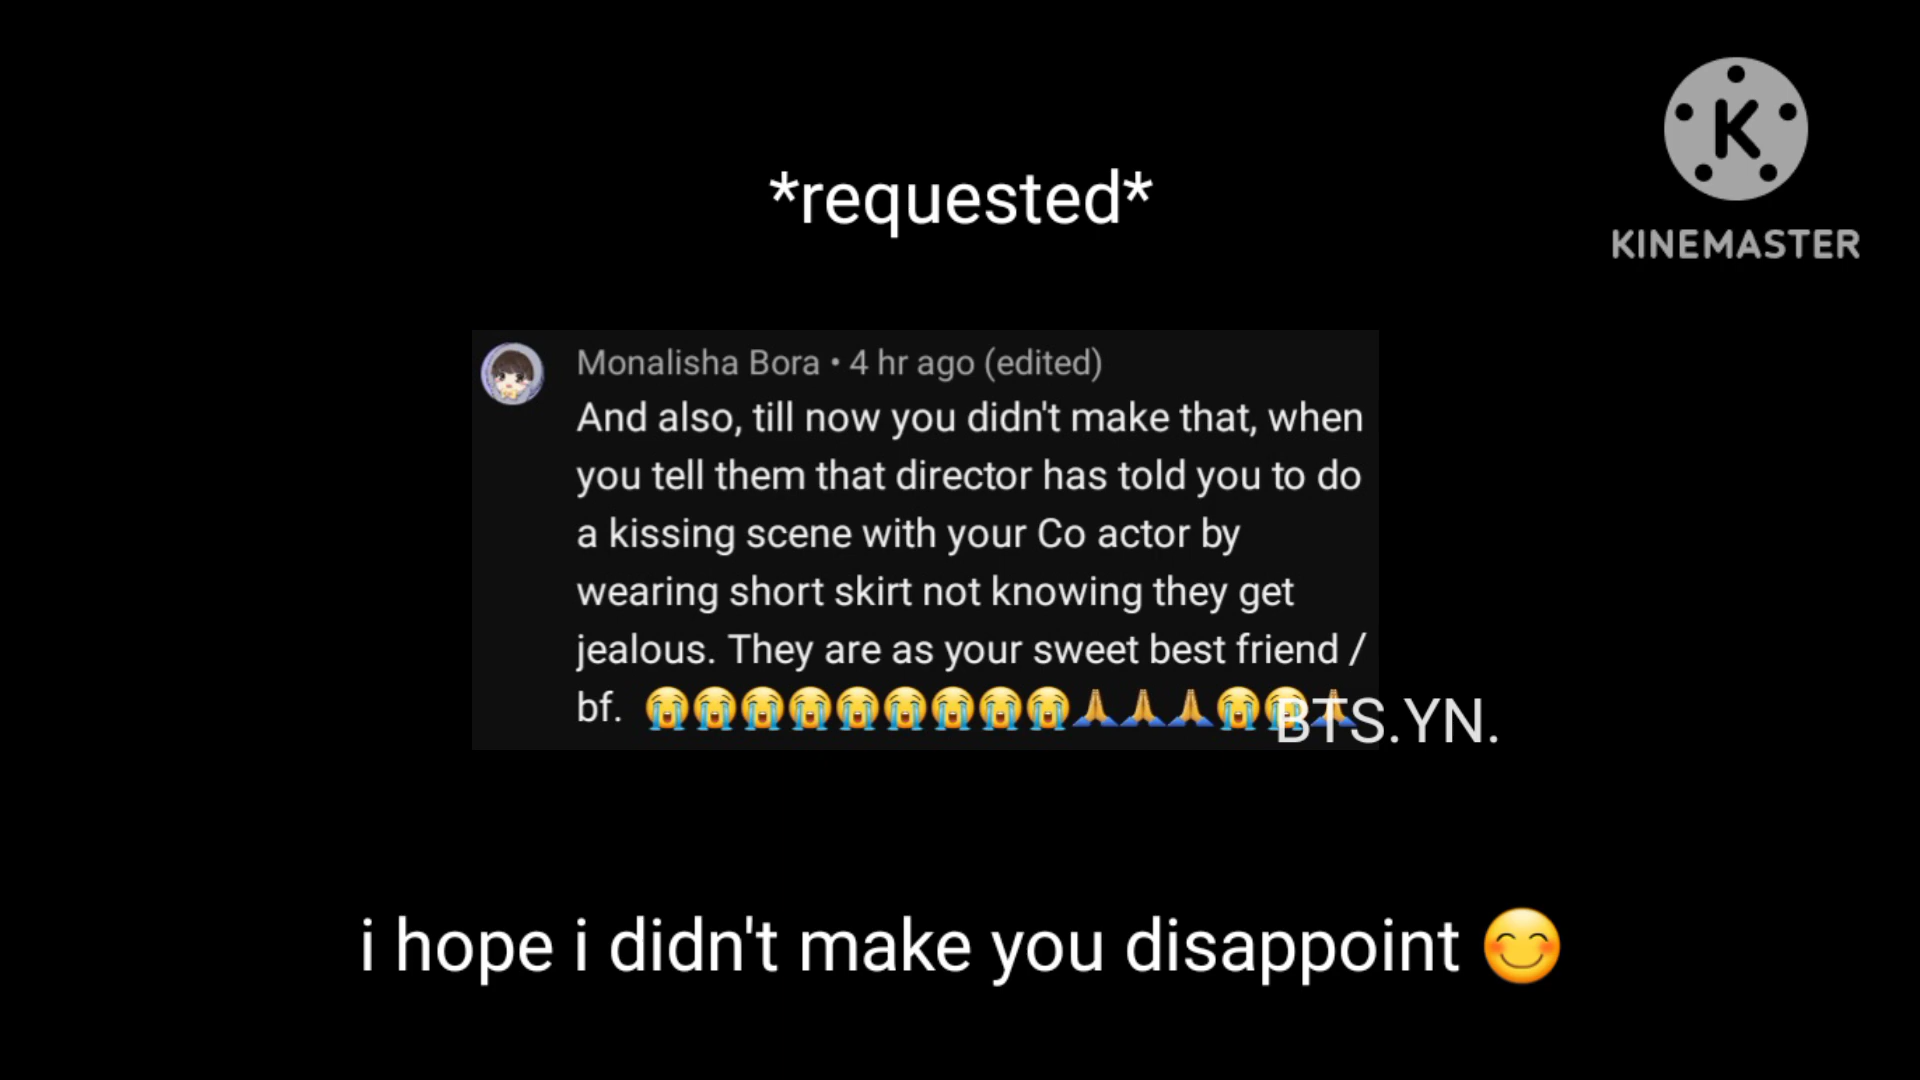 K
KINEMASTER
*requested*
Monalisha Bora • 4 hr ago (edited)
And also, till now you didn't make that, when
you tell them that director has told you to do
a kissing scene with your Co actor by
wearing short skirt not knowing they get
jealous. They are as your sweet best friend /
bf. 😭😭😭😭😭😭😭😭😭🙏🙏🙏😭😭🙏
BTS.YN.
i hope i didn't make you disappoint 😊